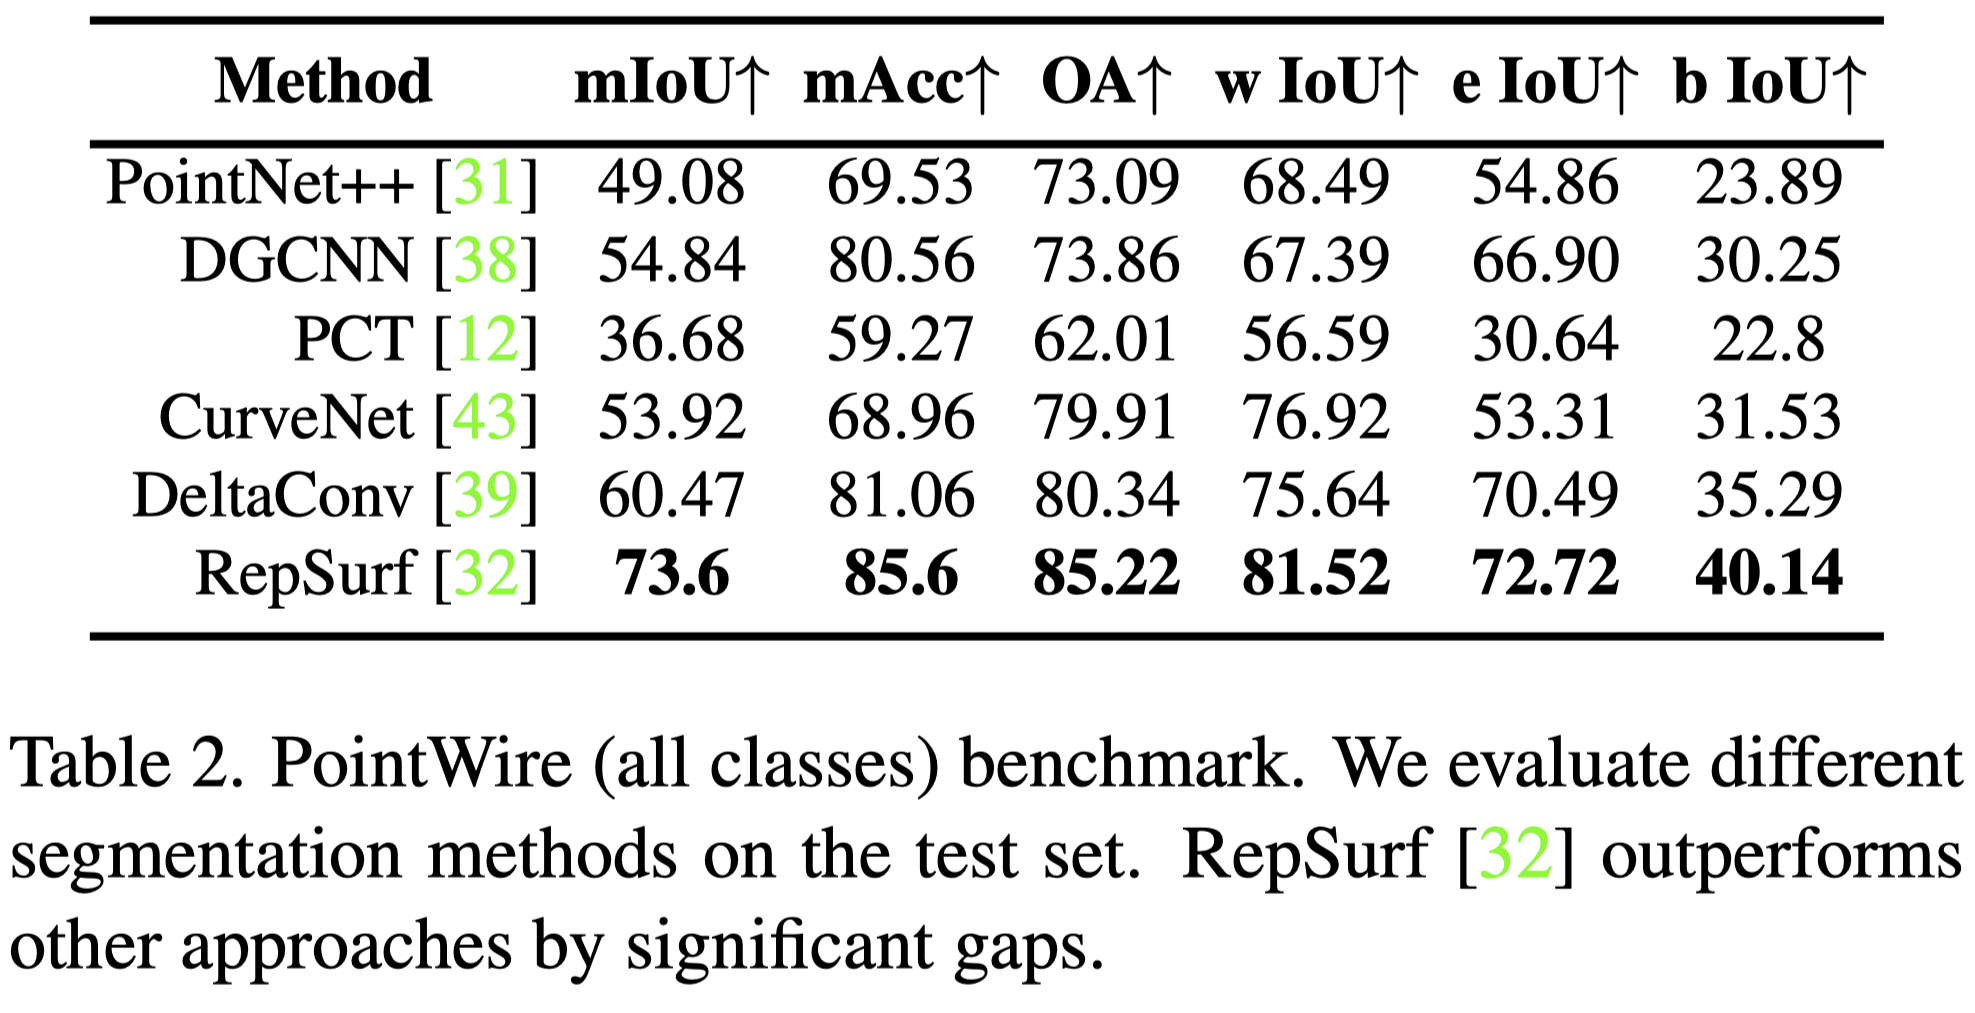 Method mIoU↑ mAcc↑ OA↑ w IoU↑ e IoU↑ b IoU↑
PointNet++ [31] 49.08 69.53 73.09 68.49 54.86 23.89
DGCNN [38] 54.84 80.56 73.86 67.39 66.90 30.25
PCT [12] 36.68 59.27 62.01 56.59 30.64 22.8
CurveNet [43] 53.92 68.96 79.91 76.92 53.31 31.53
DeltaConv [39] 60.47 81.06 80.34 75.64 70.49 35.29
RepSurf [32] 73.6 85.6 85.22 81.52 72.72 40.14
Table 2. PointWire (all classes) benchmark. We evaluate different
segmentation methods on the test set. RepSurf [32] outperforms
other approaches by significant gaps.